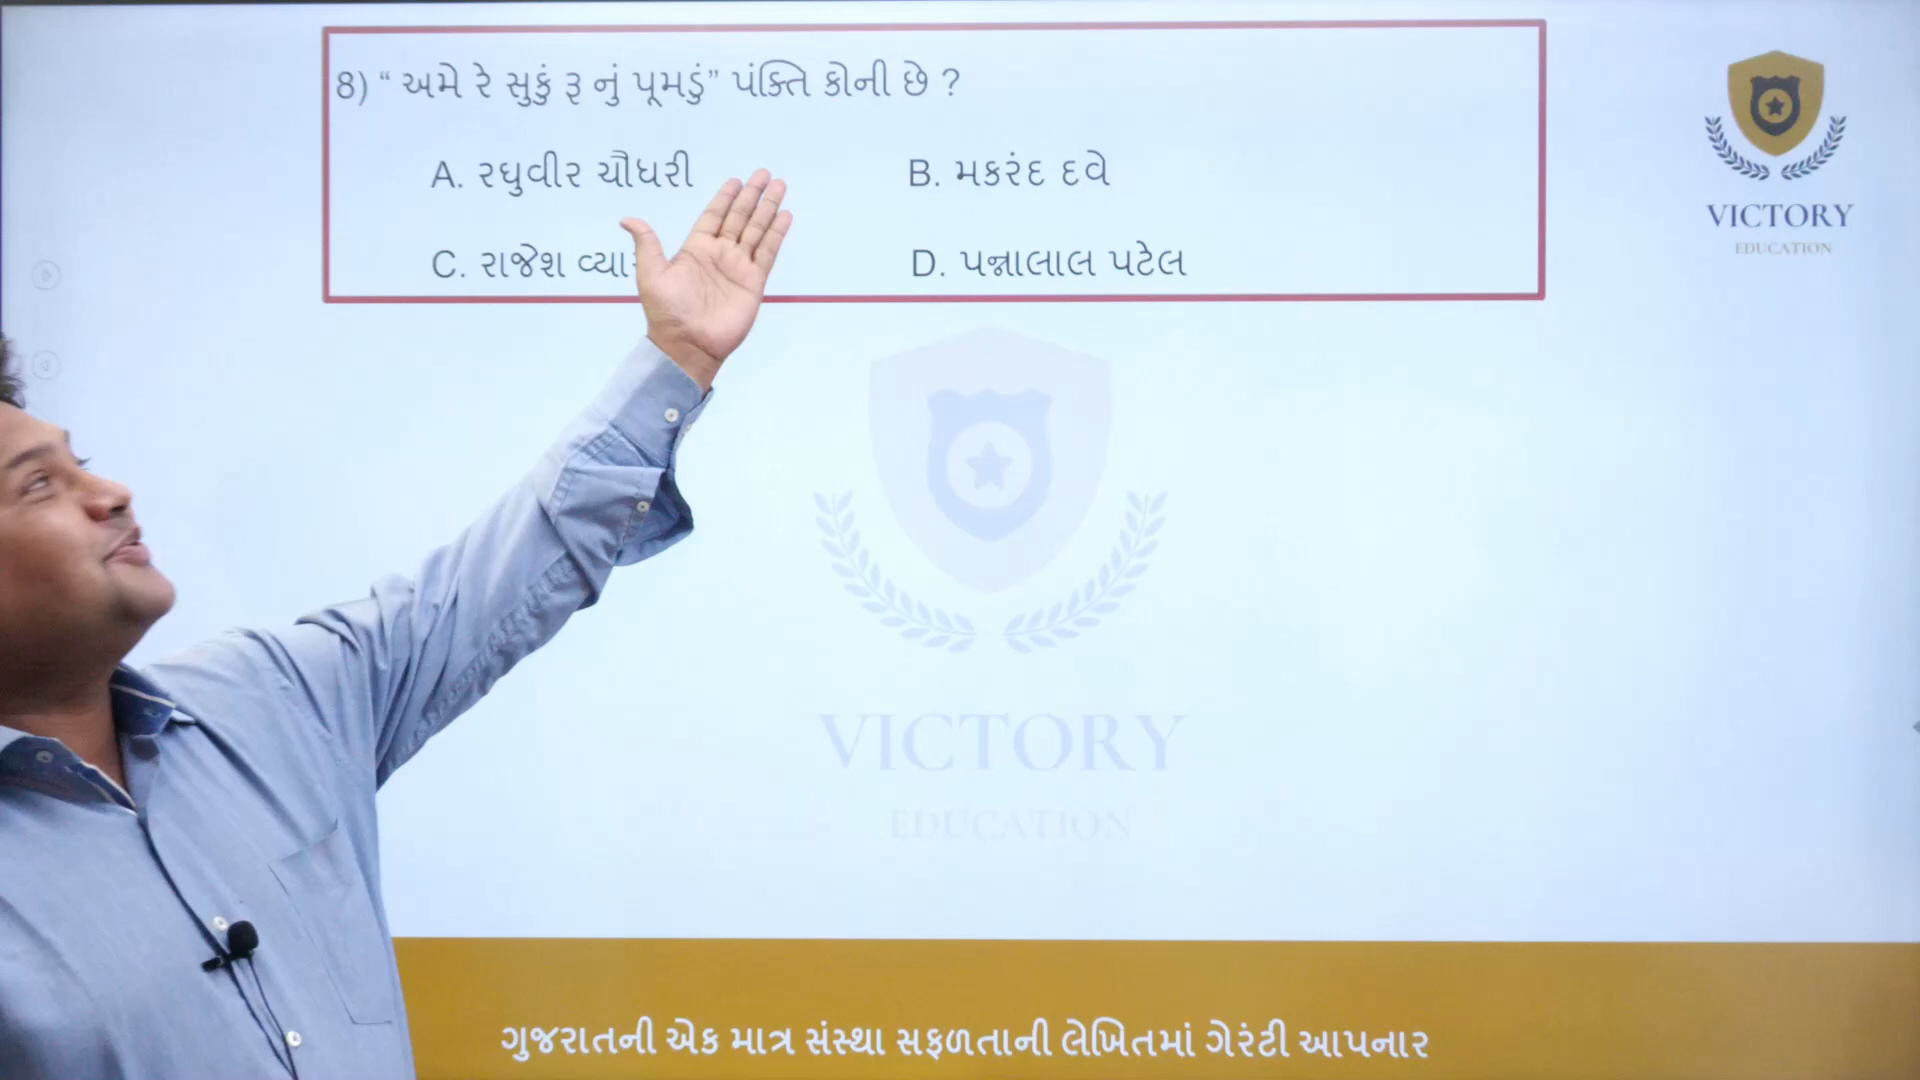 8) “ અમે રે સુકું રૂ નું પૂમડું” પંક્તિ કોની છે ?
A. રઘુવીર ચૌધરી
B. મકરંદ દવે
C. રાજેશ
D. પન્નાલાલ પટેલ
VICTORY
EDUCATION
VICTORY
EDUCATION
ગુજરાતની એક માત્ર સંસ્થા સફળતાની લેખિતમાં ગેરંટી આપનાર